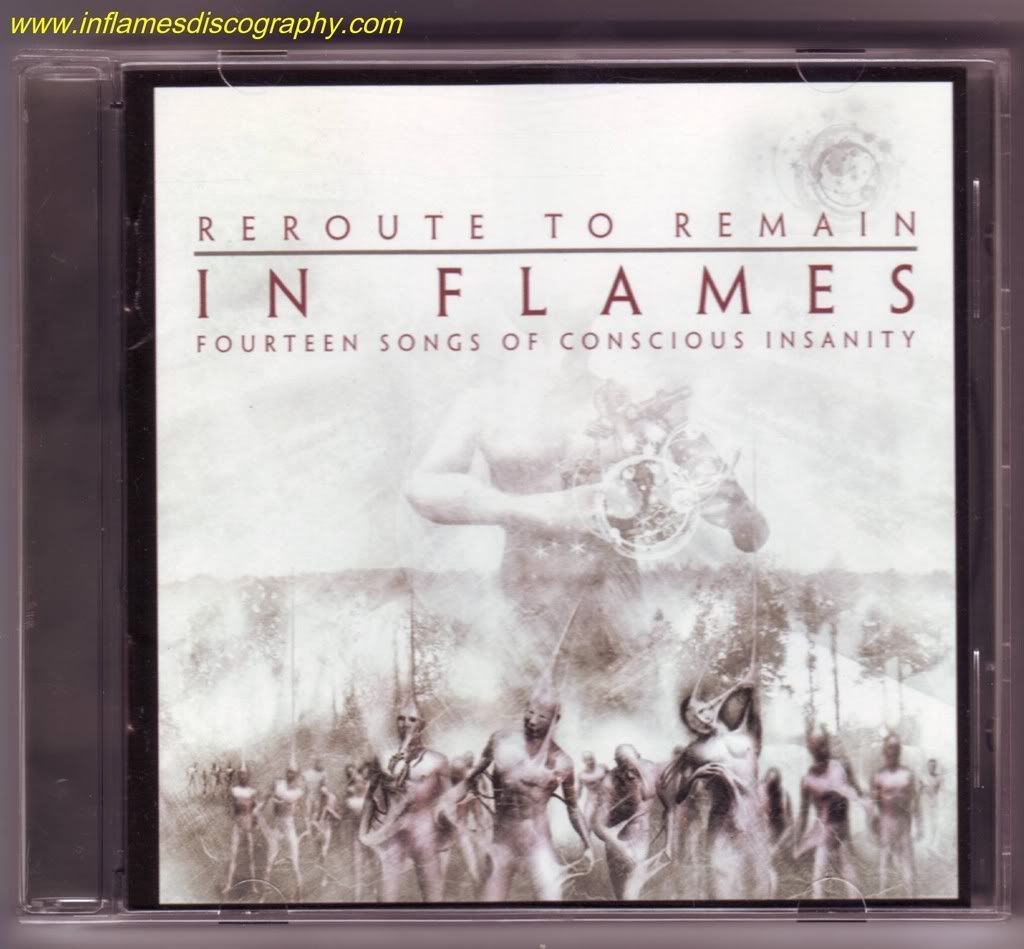 www.inflamesdiscography.com
REROUTE TO REMAIN
IN FLAMES
FOURTEEN SONGS OF CONSCIOUS INSANITY